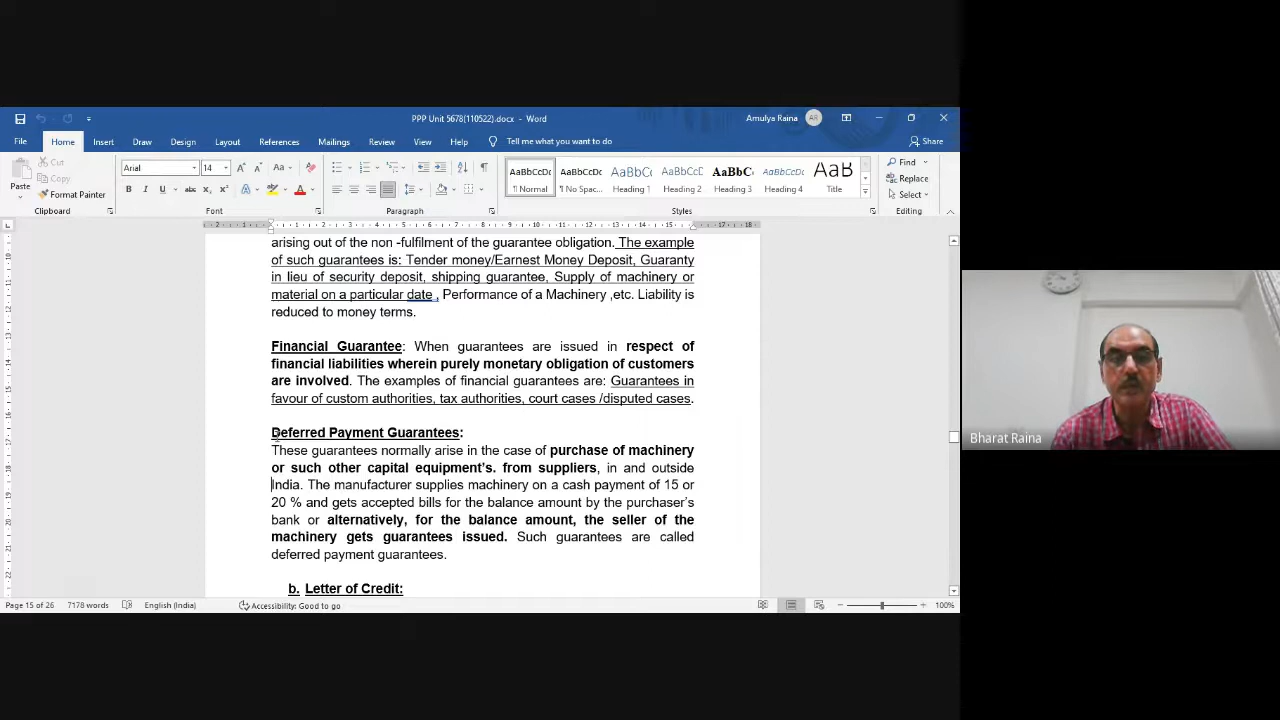 PPP Unit 5678(110522).docx - Word
Amulya Raina AR
File Home Insert Draw Design Layout References Mailings Review View Help Tell me what you want to do Share
Paste
Cut
Copy
Format Painter
Clipboard
Arial 14
Font
Paragraph
AaBbCcDc AaBbCcDc AaBbC AaBbCcD AaBbC AaBbCcD AaB
¶ Normal ¶ No Spac... Heading 1 Heading 2 Heading 3 Heading 4 Title
Styles
Find
Replace
Select
Editing
arising out of the non -fulfilment of the guarantee obligation. The example
of such guarantees is: Tender money/Earnest Money Deposit, Guaranty
in lieu of security deposit, shipping guarantee, Supply of machinery or
material on a particular date , Performance of a Machinery ,etc. Liability is
reduced to money terms.
Financial Guarantee: When guarantees are issued in respect of
financial liabilities wherein purely monetary obligation of customers
are involved. The examples of financial guarantees are: Guarantees in
favour of custom authorities, tax authorities, court cases /disputed cases.
Deferred Payment Guarantees:
These guarantees normally arise in the case of purchase of machinery
or such other capital equipment's. from suppliers, in and outside
India. The manufacturer supplies machinery on a cash payment of 15 or
20 % and gets accepted bills for the balance amount by the purchaser's
bank or alternatively, for the balance amount, the seller of the
machinery gets guarantees issued. Such guarantees are called
deferred payment guarantees.
b. Letter of Credit:
Page 15 of 26 7178 words English (India) Accessibility: Good to go 100%
Bharat Raina